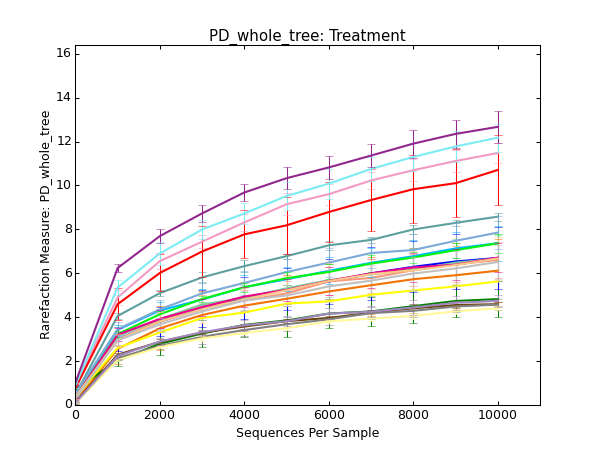 PD_whole_tree: Treatment
Rarefaction Measure: PD_whole_tree
16
14
12
10
8
6
4
2
0
0 2000 4000 6000 8000 10000
Sequences Per Sample